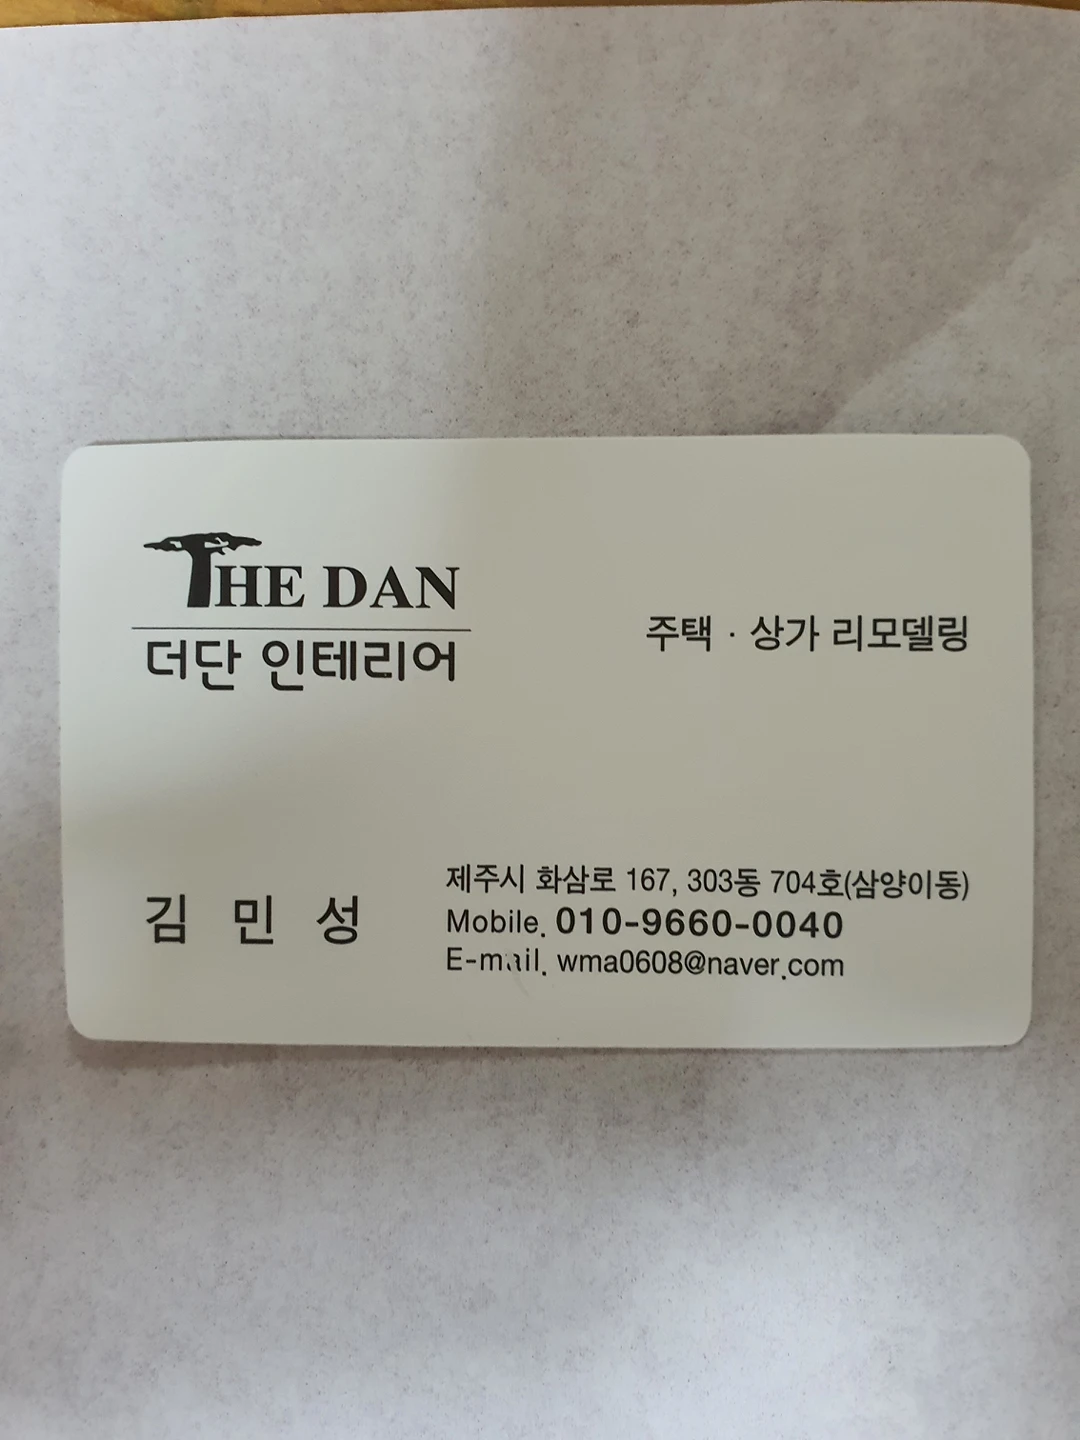 THE DAN
더단 인테리어
주택 · 상가 리모델링
김 민 성
제주시 화삼로 167, 303동 704호(삼양이동)
Mobile. 010-9660-0040
E-mail. wma0608@naver.com